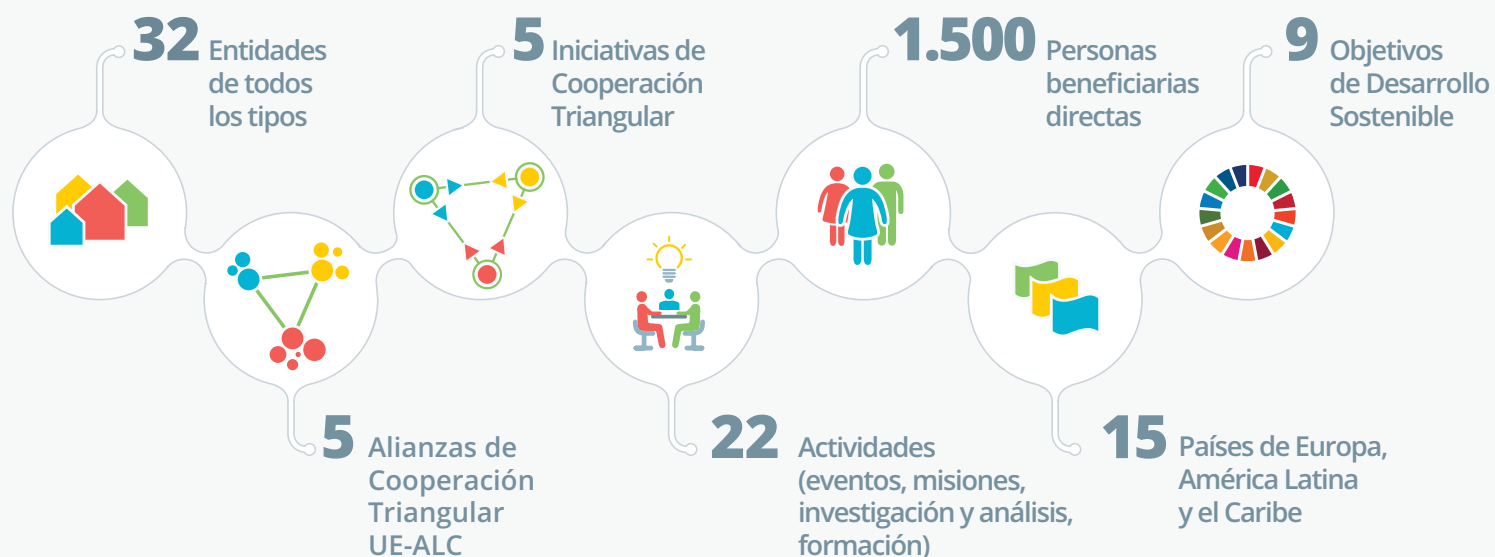 32 Entidades
de todos
los tipos
5 Alianzas de
Cooperación
Triangular
UE-ALC
5 Iniciativas de
Cooperación
Triangular
22 Actividades
(eventos, misiones,
investigación y análisis,
formación)
1.500 Personas
beneficiarias
directas
15 Países de Europa,
América Latina
y el Caribe
9 Objetivos
de Desarrollo
Sostenible